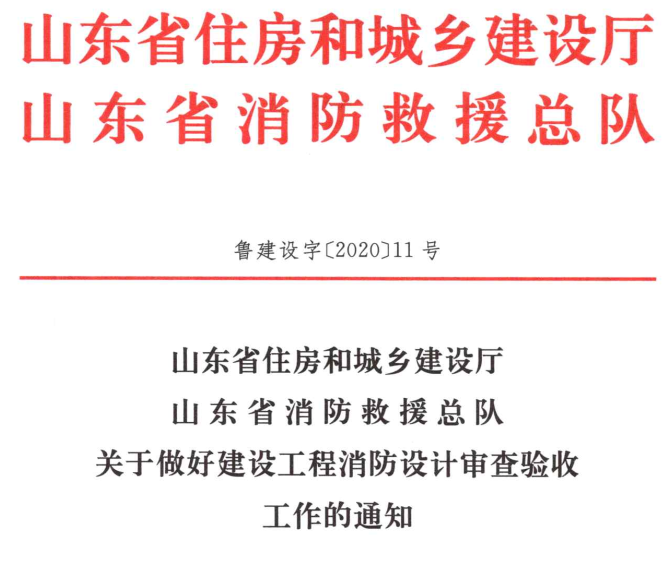 山东省住房和城乡建设厅
山东省消防救援总队
鲁建设字〔2020〕11 号
山东省住房和城乡建设厅
山东省消防救援总队
关于做好建设工程消防设计审查验收
工作的通知